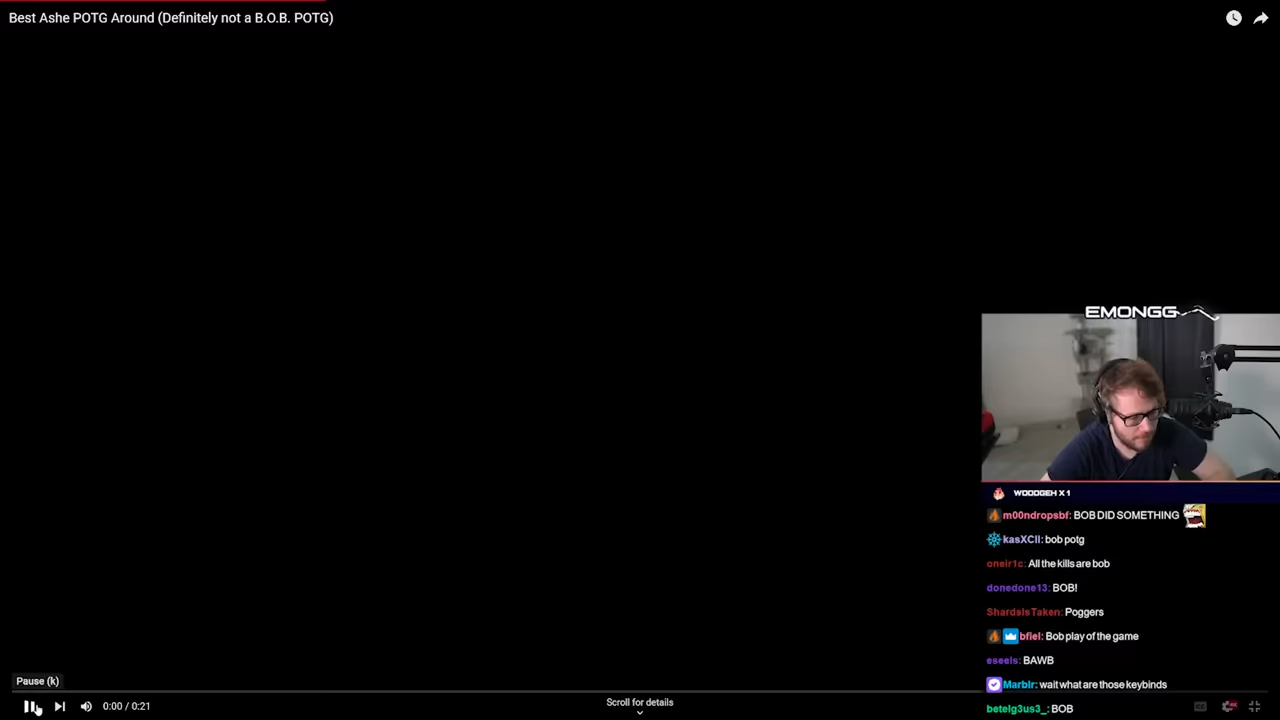 Best Ashe POTG Around (Definitely not a B.O.B. POTG)
EMONGG
WOODGEH X 1
m00ndropsbf: BOB DID SOMETHING
kasXCII: bob potg
oneir1c: All the kills are bob
donedone13: BOB!
ShardsIsTaken: Poggers
bfiel: Bob play of the game
eseeis: BAWB
Marblr: wait what are those keybinds
betelg3us3_: BOB
Pause (k)
0:00 / 0:21
Scroll for details